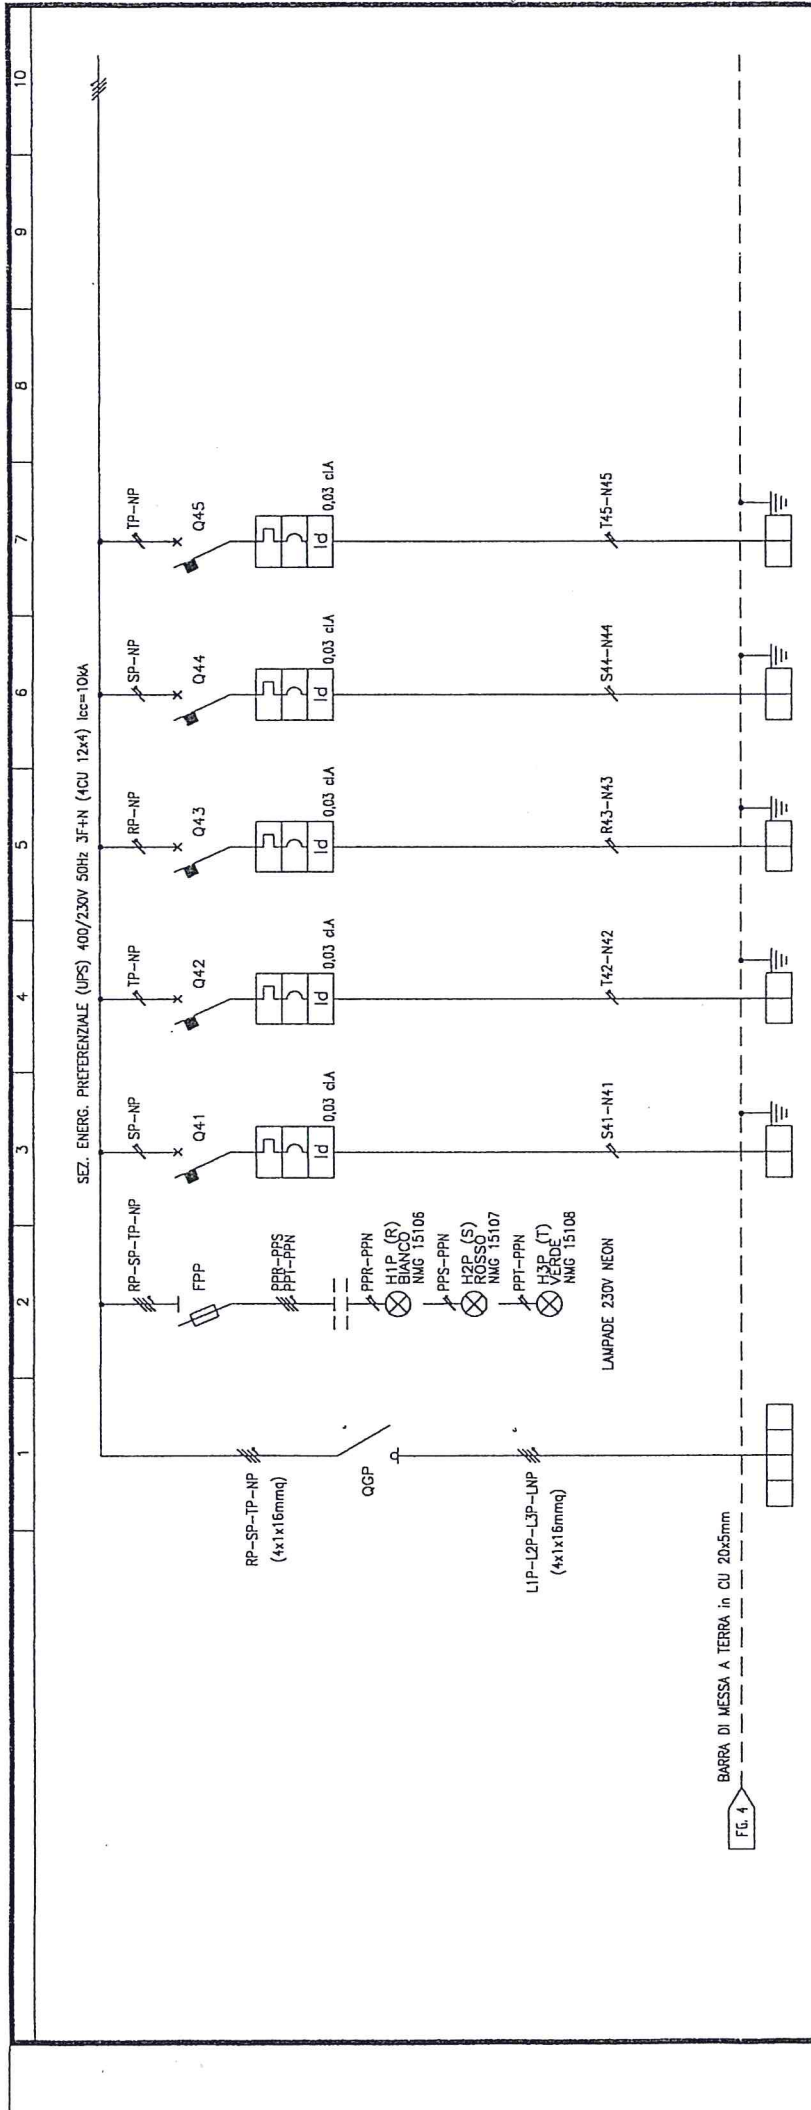 1
2
3
4
5
6
7
8
9
10
SEZ. ENERG. PREFERENZIALE (UPS) 400/230V 50Hz 3F+N (4CU 12x4) Icc=10kA
RP-SP-TP-NP
(4x1x16mmq)
QGP
L1P-L2P-L3P-LNP
(4x1x16mmq)
RP-SP-TP-NP
FPP
PPR-PPS
PPT-PPN
PPR-PPN
H1P (R)
BIANCO
NMG 15106
PPS-PPN
H2P (S)
ROSSO
NMG 15107
PPT-PPN
H3P (T)
VERDE
NMG 15108
LAMPADE 230V NEON
SP-NP
Q41
Id
0,03 cl.A
S41-N41
TP-NP
Q42
Id
0,03 cl.A
T42-N42
RP-NP
Q43
Id
0,03 cl.A
R43-N43
SP-NP
Q44
Id
0,03 cl.A
S44-N44
TP-NP
Q45
Id
0,03 cl.A
T45-N45
BARRA DI MESSA A TERRA in CU 20x5mm
FG. 4